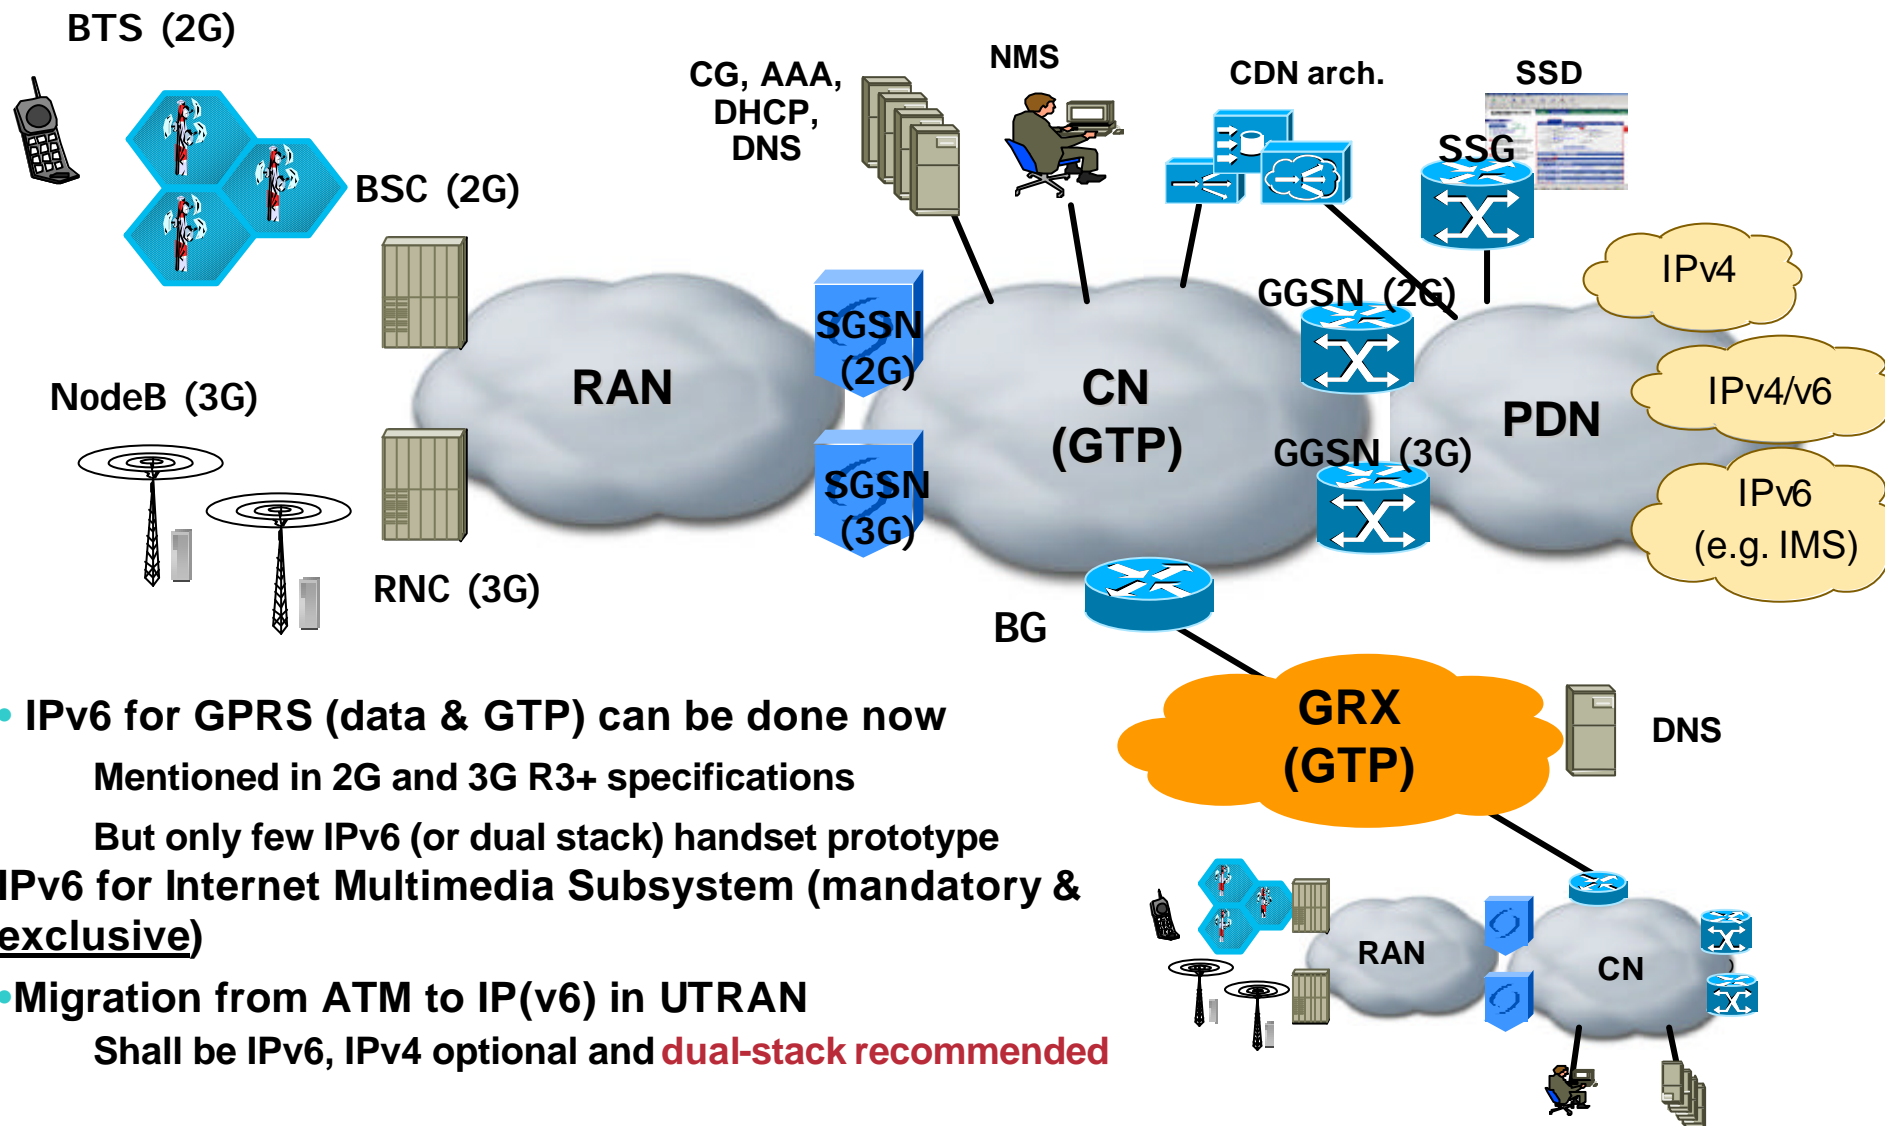 BTS (2G)
NMS
CG, AAA,
DHCP,
DNS
CDN arch.
SSD
SSG
BSC (2G)
IPv4
GGSN (2G)
SGSN
(2G)
RAN
CN
(GTP)
PDN
IPv4/v6
NodeB (3G)
GGSN (3G)
SGSN
(3G)
IPv6
(e.g. IMS)
RNC (3G)
BG
GRX
(GTP)
DNS
• IPv6 for GPRS (data & GTP) can be done now
Mentioned in 2G and 3G R3+ specifications
But only few IPv6 (or dual stack) handset prototype
IPv6 for Internet Multimedia Subsystem (mandatory &
exclusive)
•Migration from ATM to IP(v6) in UTRAN
Shall be IPv6, IPv4 optional and dual-stack recommended
RAN
CN